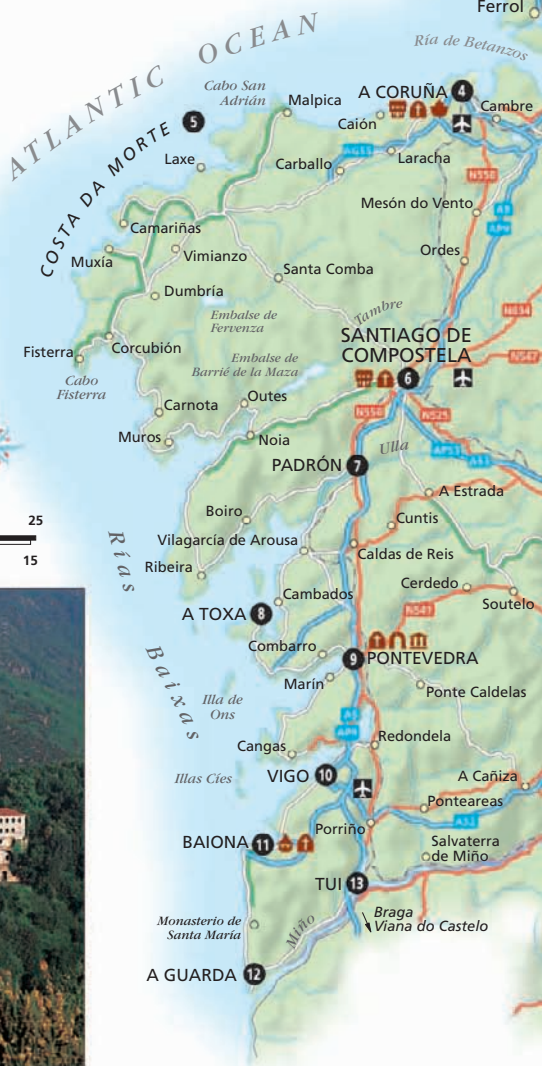 Ferrol
ATLANTIC OCEAN
Ría de Betanzos
Cabo San
Adrián
Malpica
A CORUÑA 4
Cambre
COSTA DA MORTE 5
Caión
Laxe
Carballo
AG55
Laracha
N550
Mesón do Vento
A9
AP9
Camariñas
Muxía
Vimianzo
Ordes
Santa Comba
Dumbría
Tambre
Embalse de
Fervenza
N634
SANTIAGO DE
COMPOSTELA
6
Fisterra
Corcubión
Embalse de
Barrié de la Maza
N547
Cabo
Fisterra
Carnota
Outes
N550
N525
Muros
Noia
Ulla
AP53
PADRÓN 7
A Estrada
25
15
Boiro
Cuntis
Vilagarcía de Arousa
Caldas de Reis
Ribeira
Cerdedo
Soutelo
Rías Baixas
Cambados
A TOXA 8
N541
Combarro
9 PONTEVEDRA
Marín
Ponte Caldelas
Illa de
Ons
AP9
Redondela
Cangas
Illas Cíes
VIGO 10
A Cañiza
Ponteareas
A52
Porriño
BAIONA 11
Salvaterra
de Miño
TUI 13
Monasterio de
Santa María
Miño
Braga
Viana do Castelo
A GUARDA 12